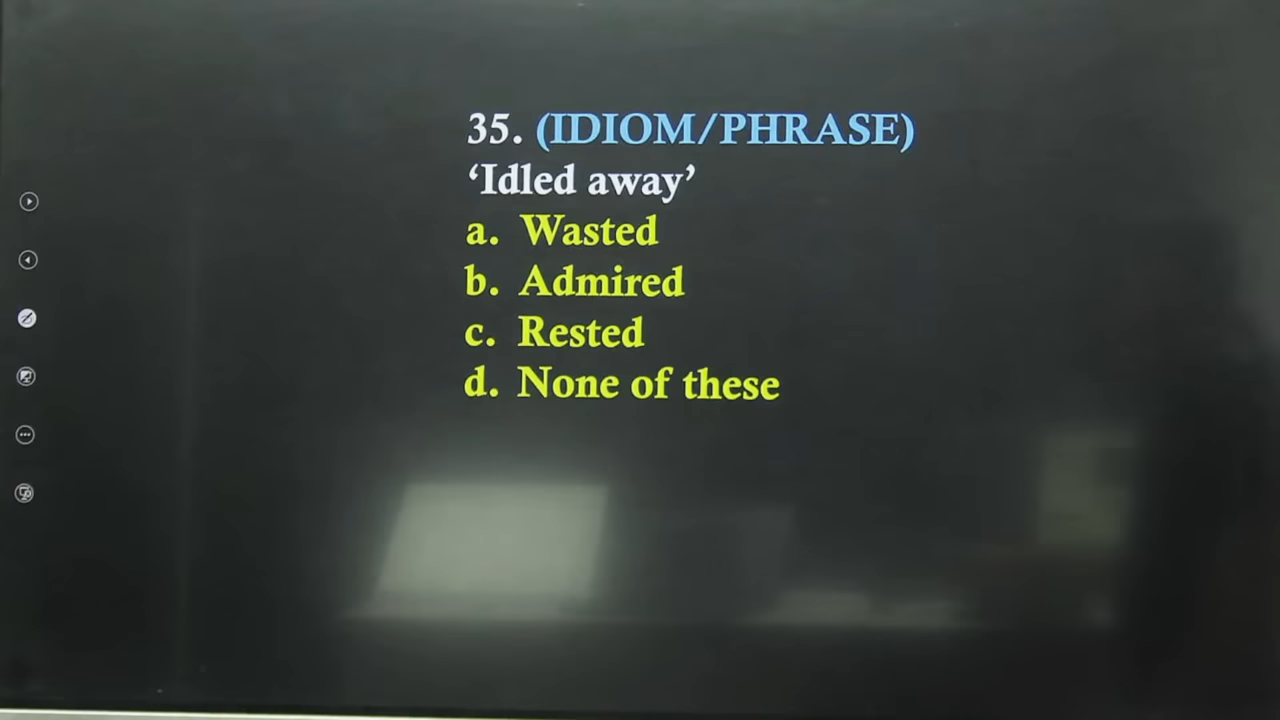 35. (IDIOM/PHRASE)
‘Idled away’
a. Wasted
b. Admired
c. Rested
d. None of these